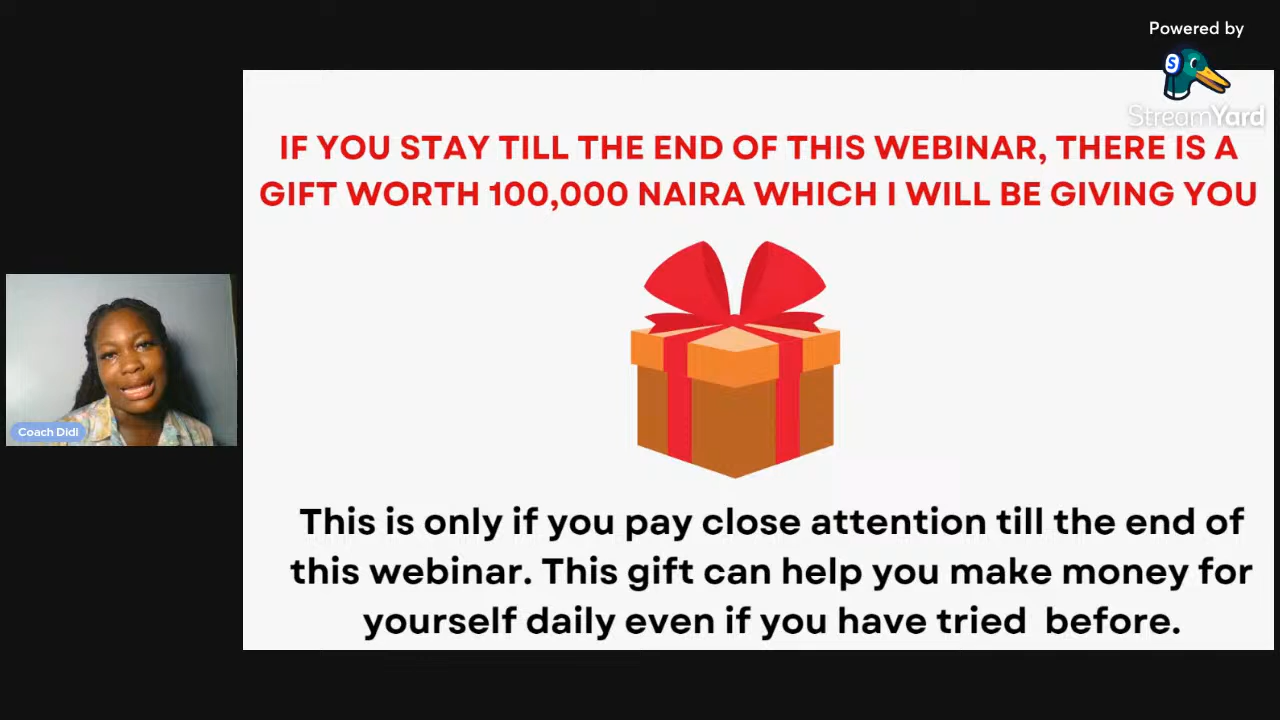 Powered by
StreamYard
IF YOU STAY TILL THE END OF THIS WEBINAR, THERE IS A
GIFT WORTH 100,000 NAIRA WHICH I WILL BE GIVING YOU
Coach Didi
This is only if you pay close attention till the end of
this webinar. This gift can help you make money for
yourself daily even if you have tried before.